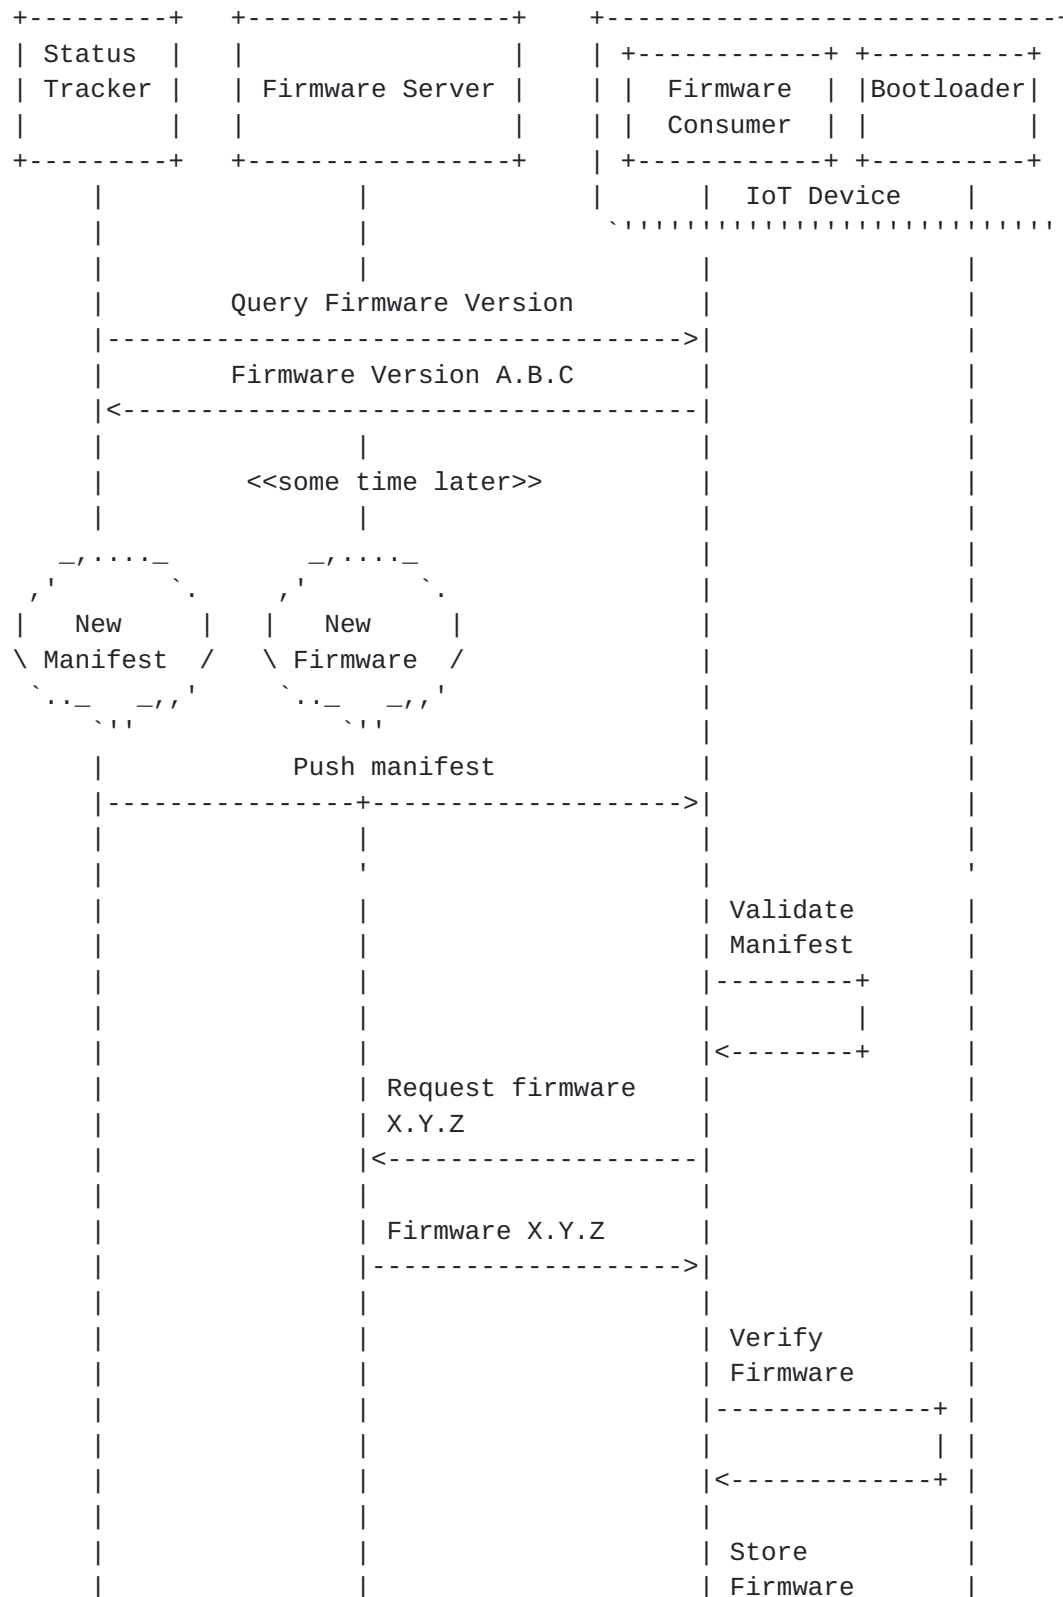 Status
Tracker Firmware Server Firmware Bootloader
Consumer
IoT Device
Query Firmware Version
Firmware Version A.B.C
<<some time later>>
New New
Manifest Firmware
Push manifest
Validate
Manifest
Request firmware
X.Y.Z
Firmware X.Y.Z
Verify
Firmware
Store
Firmware